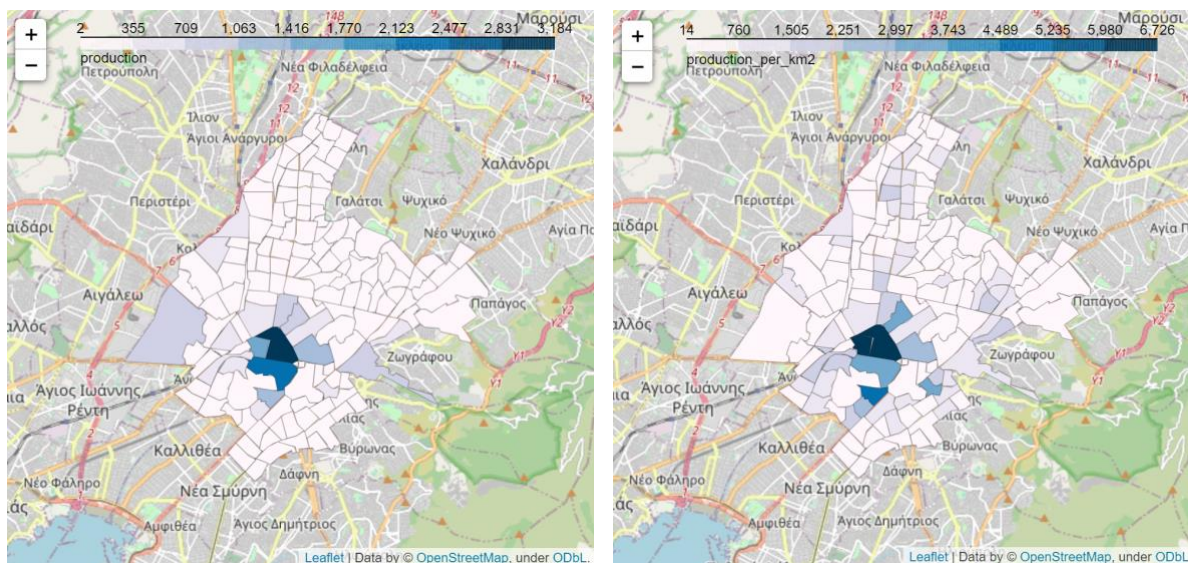 2 355 709 1,063 1,416 1,770 2,123 2,477 2,831 3,184
production
+
−
Μαρούσι
Πετρούπολη
Νέα Φιλαδέλφεια
Ίλιον
Άγιοι Ανάργυροι
Χαλάνδρι
Περιστέρι
Γαλάτσι
Ψυχικό
Νέο Ψυχικό
Αιγάλεω
Παπάγος
Ζωγράφου
Άγιος Ιωάννης
Ρέντη
Καλλιθέα
Βύρωνας
Δάφνη
Νέο Φάληρο
Νέα Σμύρνη
Αμφιθέα
Άγιος Δημήτριος
Leaflet | Data by © OpenStreetMap, under ODbL.
14 760 1,505 2,251 2,997 3,743 4,489 5,235 5,980 6,726
production_per_km2
+
−
Μαρούσι
Πετρούπολη
Νέα Φιλαδέλφεια
Ίλιον
Άγιοι Ανάργυροι
Χαλάνδρι
Περιστέρι
Γαλάτσι
Ψυχικό
Νέο Ψυχικό
Αιγάλεω
Παπάγος
Ζωγράφου
Άγιος Ιωάννης
Ρέντη
Καλλιθέα
Βύρωνας
Δάφνη
Νέο Φάληρο
Νέα Σμύρνη
Αμφιθέα
Άγιος Δημήτριος
Leaflet | Data by © OpenStreetMap, under ODbL